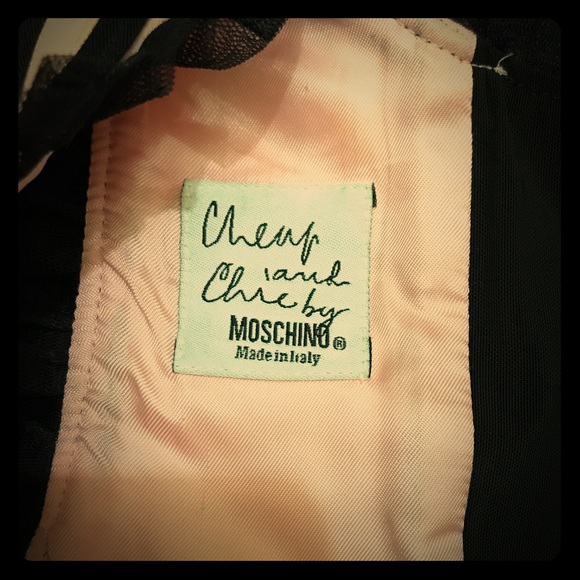 Cheap
and
Chic by
MOSCHINO®
Made in Italy